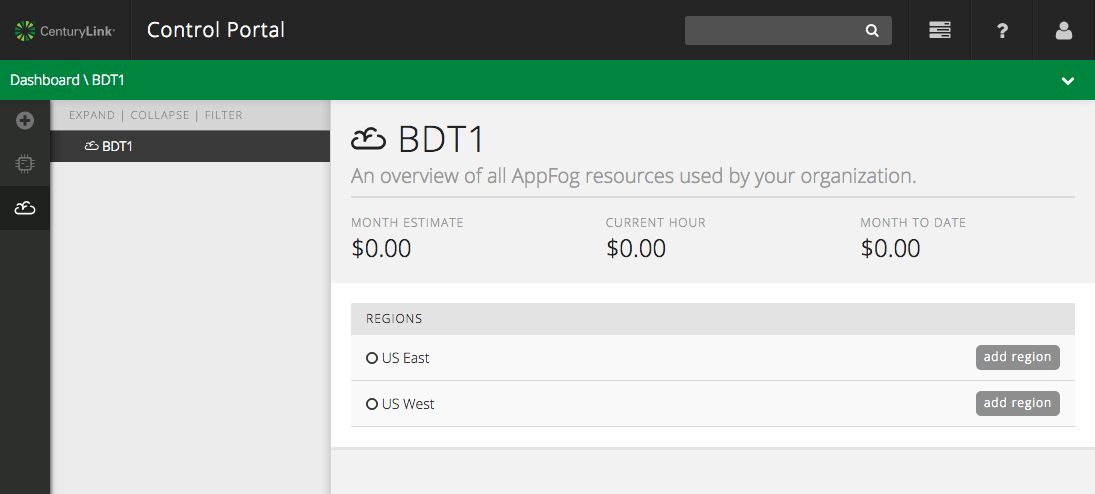 CenturyLink® Control Portal
?
Dashboard \ BDT1
EXPAND | COLLAPSE | FILTER
BDT1
BDT1
An overview of all AppFog resources used by your organization.
MONTH ESTIMATE CURRENT HOUR MONTH TO DATE
$0.00 $0.00 $0.00
REGIONS
US East add region
US West add region